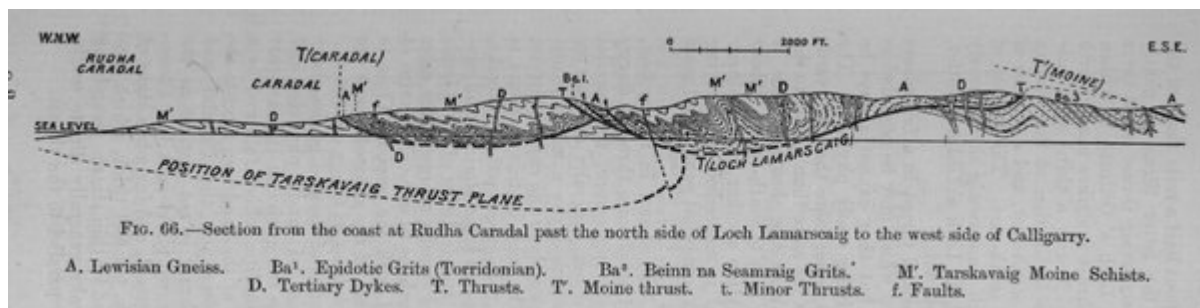 W.N.W.
E.S.E.
RUDHA
CARADAL
CARADAL
T(CARADAL)
2000 FT.
T'(MOINE)
A M'
f
M'
D
T
Ba.1.
A
f
M' M' D
A
D
T
A
M'
D
SEA LEVEL
D
T(LOCH LAMARSCAIG)
POSITION OF TARSKAVAIG THRUST PLANE
FIG. 66.—Section from the coast at Rudha Caradal past the north side of Loch Lamarscaig to the west side of Calligarry.
A. Lewisian Gneiss. Ba¹. Epidotic Grits (Torridonian). Ba². Beinn na Seamraig Grits. M'. Tarskavaig Moine Schists.
D. Tertiary Dykes. T. Thrusts. T'. Moine thrust. t. Minor Thrusts. f. Faults.